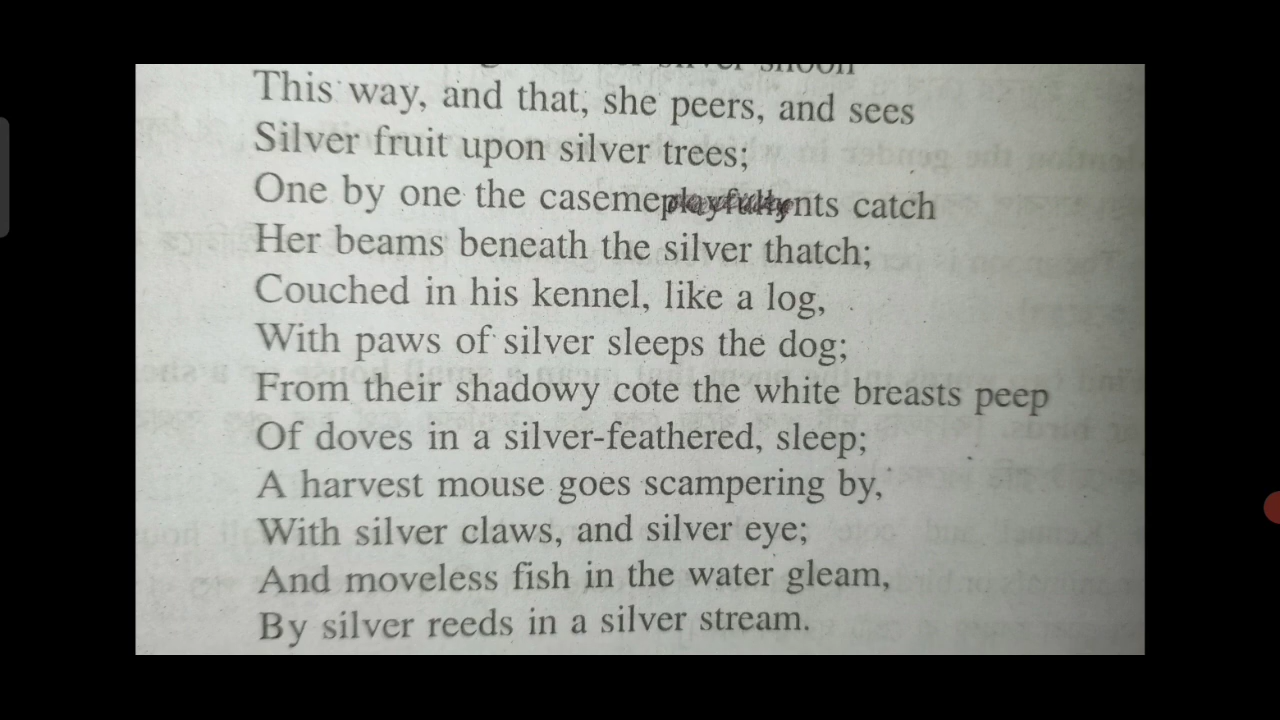 silver shoon
This way, and that, she peers, and sees
Silver fruit upon silver trees;
One by one the casemeplayfullynts catch
Her beams beneath the silver thatch;
Couched in his kennel, like a log,
With paws of silver sleeps the dog;
From their shadowy cote the white breasts peep
Of doves in a silver-feathered, sleep;
A harvest mouse goes scampering by,
With silver claws, and silver eye;
And moveless fish in the water gleam,
By silver reeds in a silver stream.